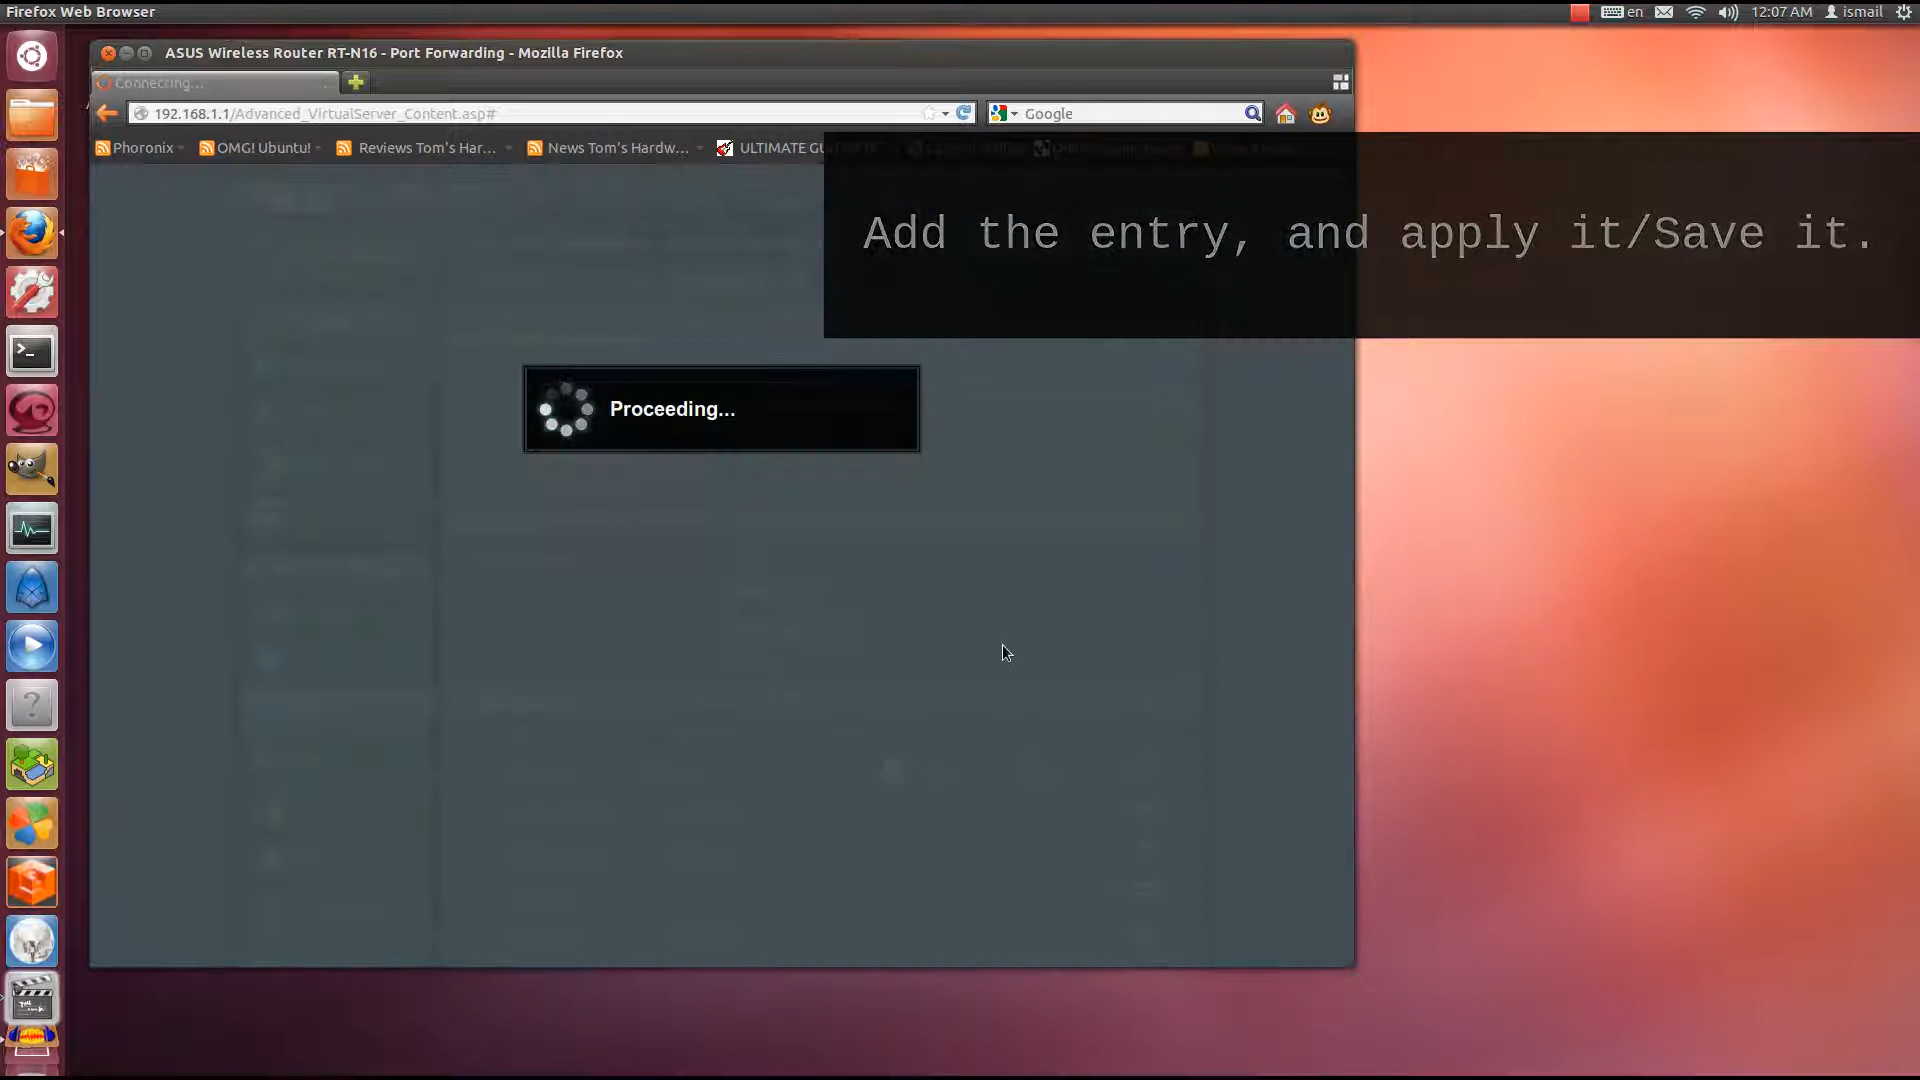 Firefox Web Browser
en
12:07 AM
ismail
ASUS Wireless Router RT-N16 - Port Forwarding - Mozilla Firefox
Connecting...
192.168.1.1/Advanced_VirtualServer_Content.asp#
Google
Phoronix
OMG! Ubuntu!
Reviews Tom's Har...
News Tom's Hardw...
ULTIMATE
Add the entry, and apply it/Save it.
Proceeding...